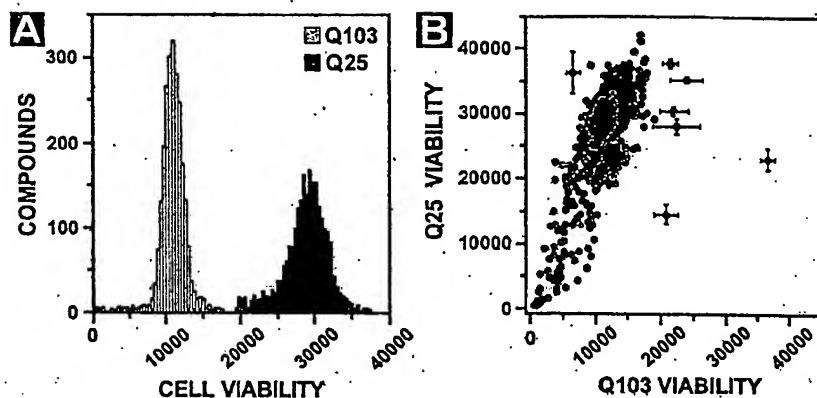 A
Q103
Q25
300
200
100
0
COMPOUNDS
0
10000
20000
30000
40000
CELL VIABILITY
B
40000
30000
20000
10000
0
Q25 VIABILITY
0
10000
20000
30000
40000
Q103 VIABILITY